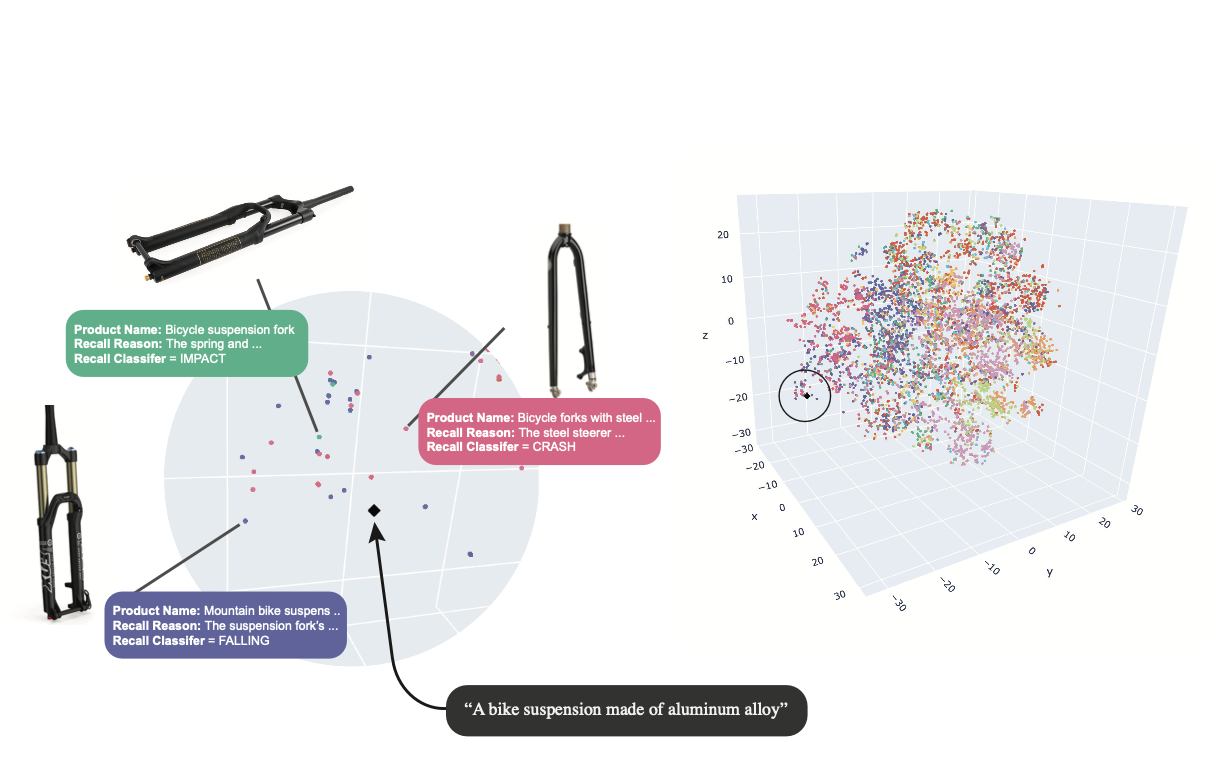 Product Name: Bicycle suspension fork
Recall Reason: The spring and ...
Recall Classifer = IMPACT
Product Name: Bicycle forks with steel ...
Recall Reason: The steel steerer ...
Recall Classifer = CRASH
Product Name: Mountain bike suspens ..
Recall Reason: The suspension fork's ...
Recall Classifer = FALLING
“A bike suspension made of aluminum alloy”
20
10
0
−10
−20
−30
z
−30
−20
−10
0
10
20
30
x
−30
−20
−10
0
10
20
30
y